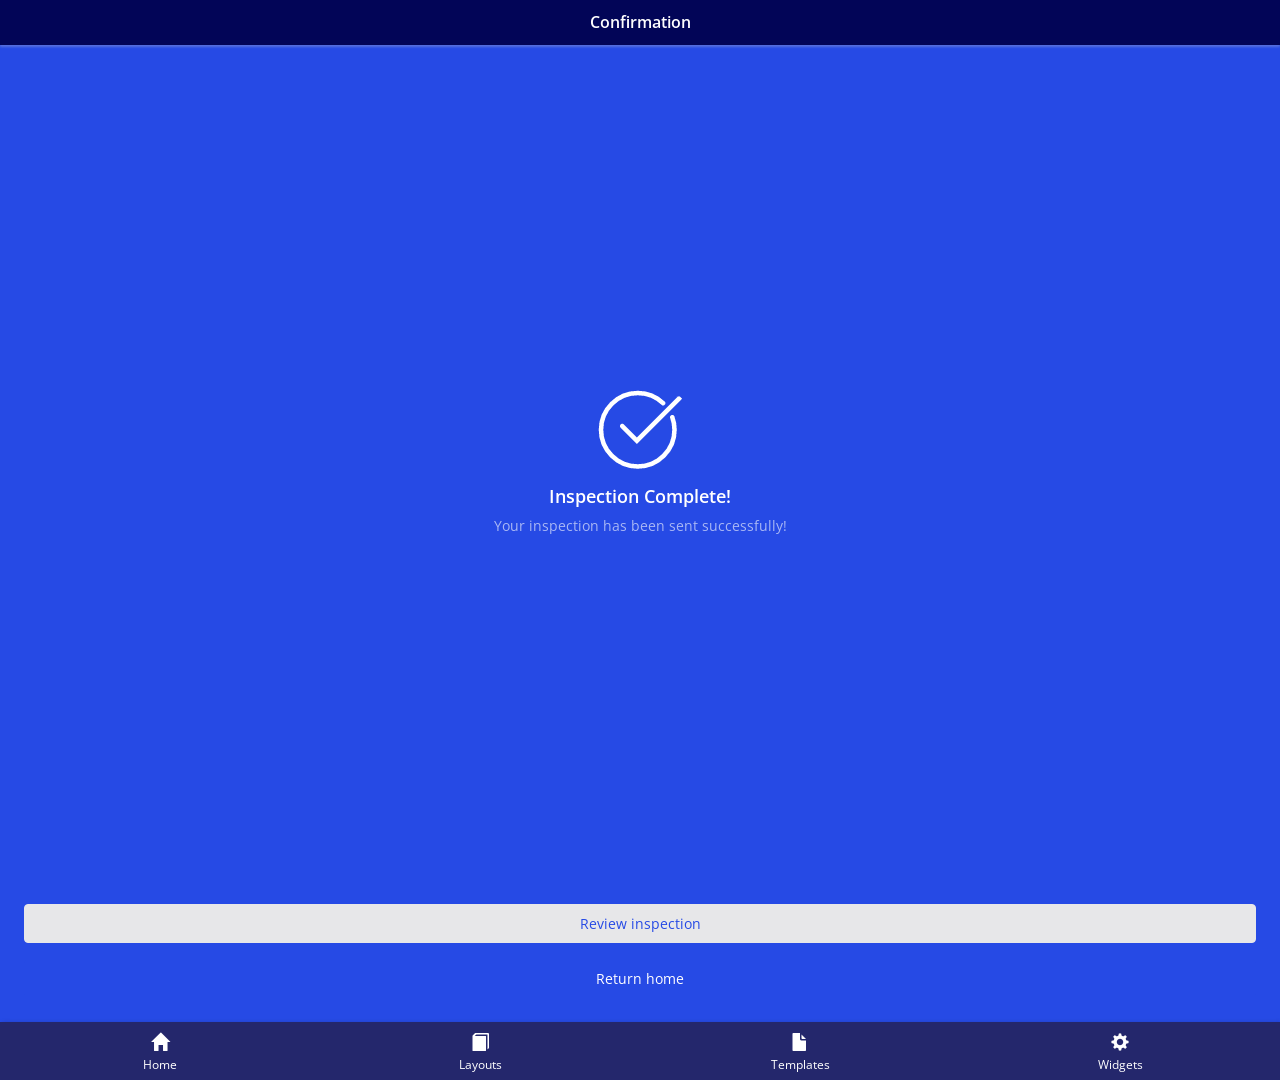 Confirmation
Inspection Complete!
Your inspection has been sent successfully!
Review inspection
Return home
Home
Layouts
Templates
Widgets